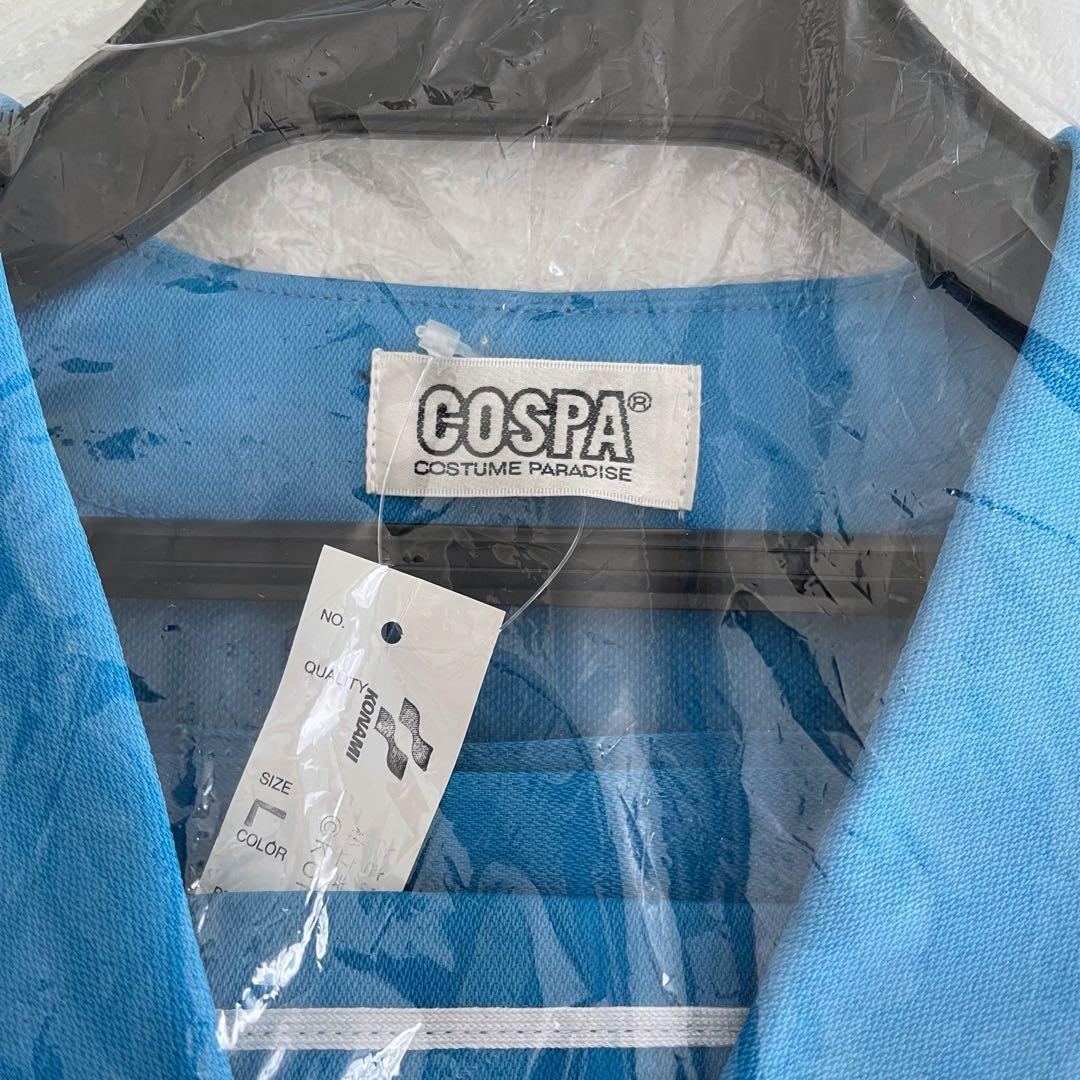 COSPA®
COSTUME PARADISE
NO.
QUALITY
KONAMI
SIZE
L
COLOR